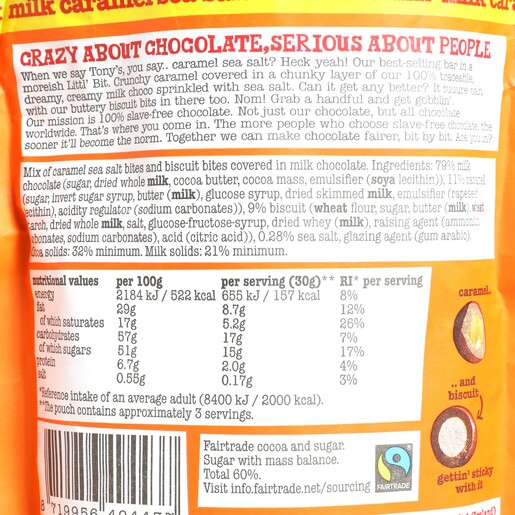 milk caramel sea
CRAZY ABOUT CHOCOLATE, SERIOUS ABOUT PEOPLE
When we say Tony's, you say.. caramel sea salt? Heck yeah! Our best-selling bar in a
moreish Littl' Bit. Crunchy caramel covered in a chunky layer of our 100% traceable,
dreamy, creamy milk choco sprinkled with sea salt. Can it get any better? It suuure can
with our buttery biscuit bits in there too. Nom! Grab a handful and get gobblin'.
Our mission is 100% slave-free chocolate. Not just our chocolate, but all chocolate
worldwide. That's where you come in. The more people who choose slave-free chocolate, the
sooner it'll become the norm. Together we can make chocolate fairer, bit by bit. Are you in?
Mix of caramel sea salt bites and biscuit bites covered in milk chocolate. Ingredients: 79% milk
chocolate (sugar, dried whole milk, cocoa butter, cocoa mass, emulsifier (soya lecithin)), 11% caramel
(sugar, invert sugar syrup, butter (milk), glucose syrup, dried skimmed milk, emulsifier (rapeseed
lecithin), acidity regulator (sodium carbonates)), 9% biscuit (wheat flour, sugar, butter (milk), wheat
starch, dried whole milk, salt, glucose-fructose-syrup, dried whey (milk), raising agent (ammonium
carbonates, sodium carbonates), acid (citric acid)), 0.28% sea salt, glazing agent (gum arabic).
Cocoa solids: 32% minimum. Milk solids: 21% minimum.
nutritional values per 100g per serving (30g)** RI* per serving
energy 2184 kJ / 522 kcal 655 kJ / 157 kcal 8%
fat 29g 8.7g 12%
of which saturates 17g 5.2g 26%
carbohydrates 57g 17g 7%
of which sugars 51g 15g 17%
protein 6.7g 2.0g 4%
salt 0.55g 0.17g 3%
*Reference intake of an average adult (8400 kJ / 2000 kcal).
**The pouch contains approximately 3 servings.
caramel..
..and
biscuit
gettin' sticky
with it
Fairtrade cocoa and sugar.
Sugar with mass balance.
Total 60%.
Visit info.fairtrade.net/sourcing
FAIRTRADE
8 719956